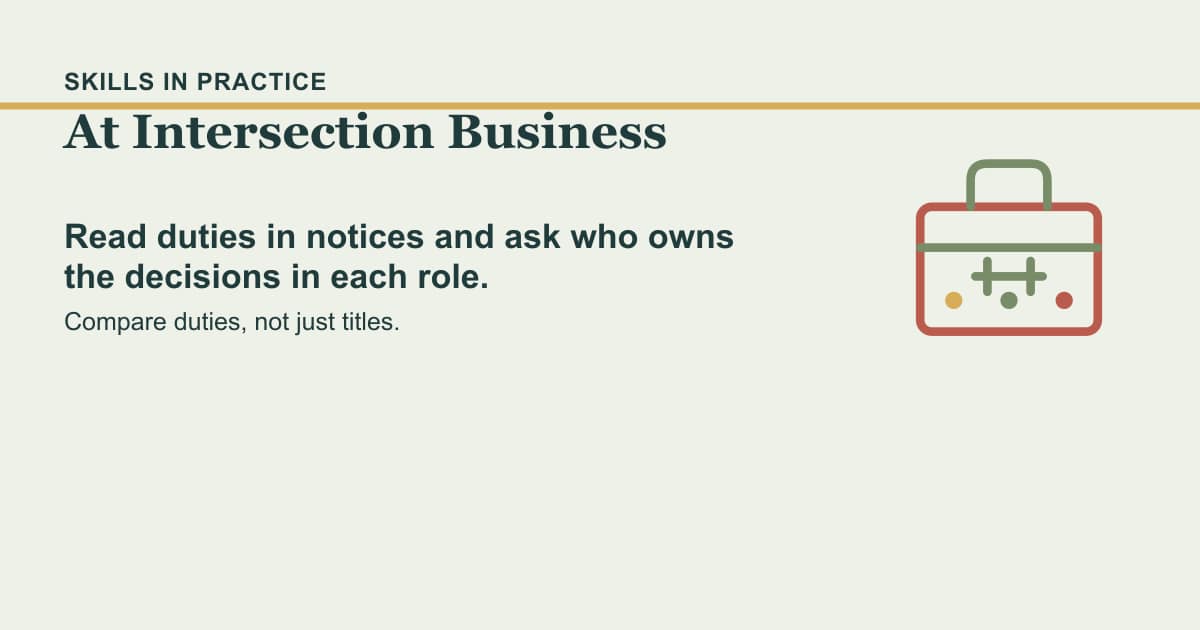 SKILLS IN PRACTICE
At Intersection Business
Read duties in notices and ask who owns
the decisions in each role.
Compare duties, not just titles.